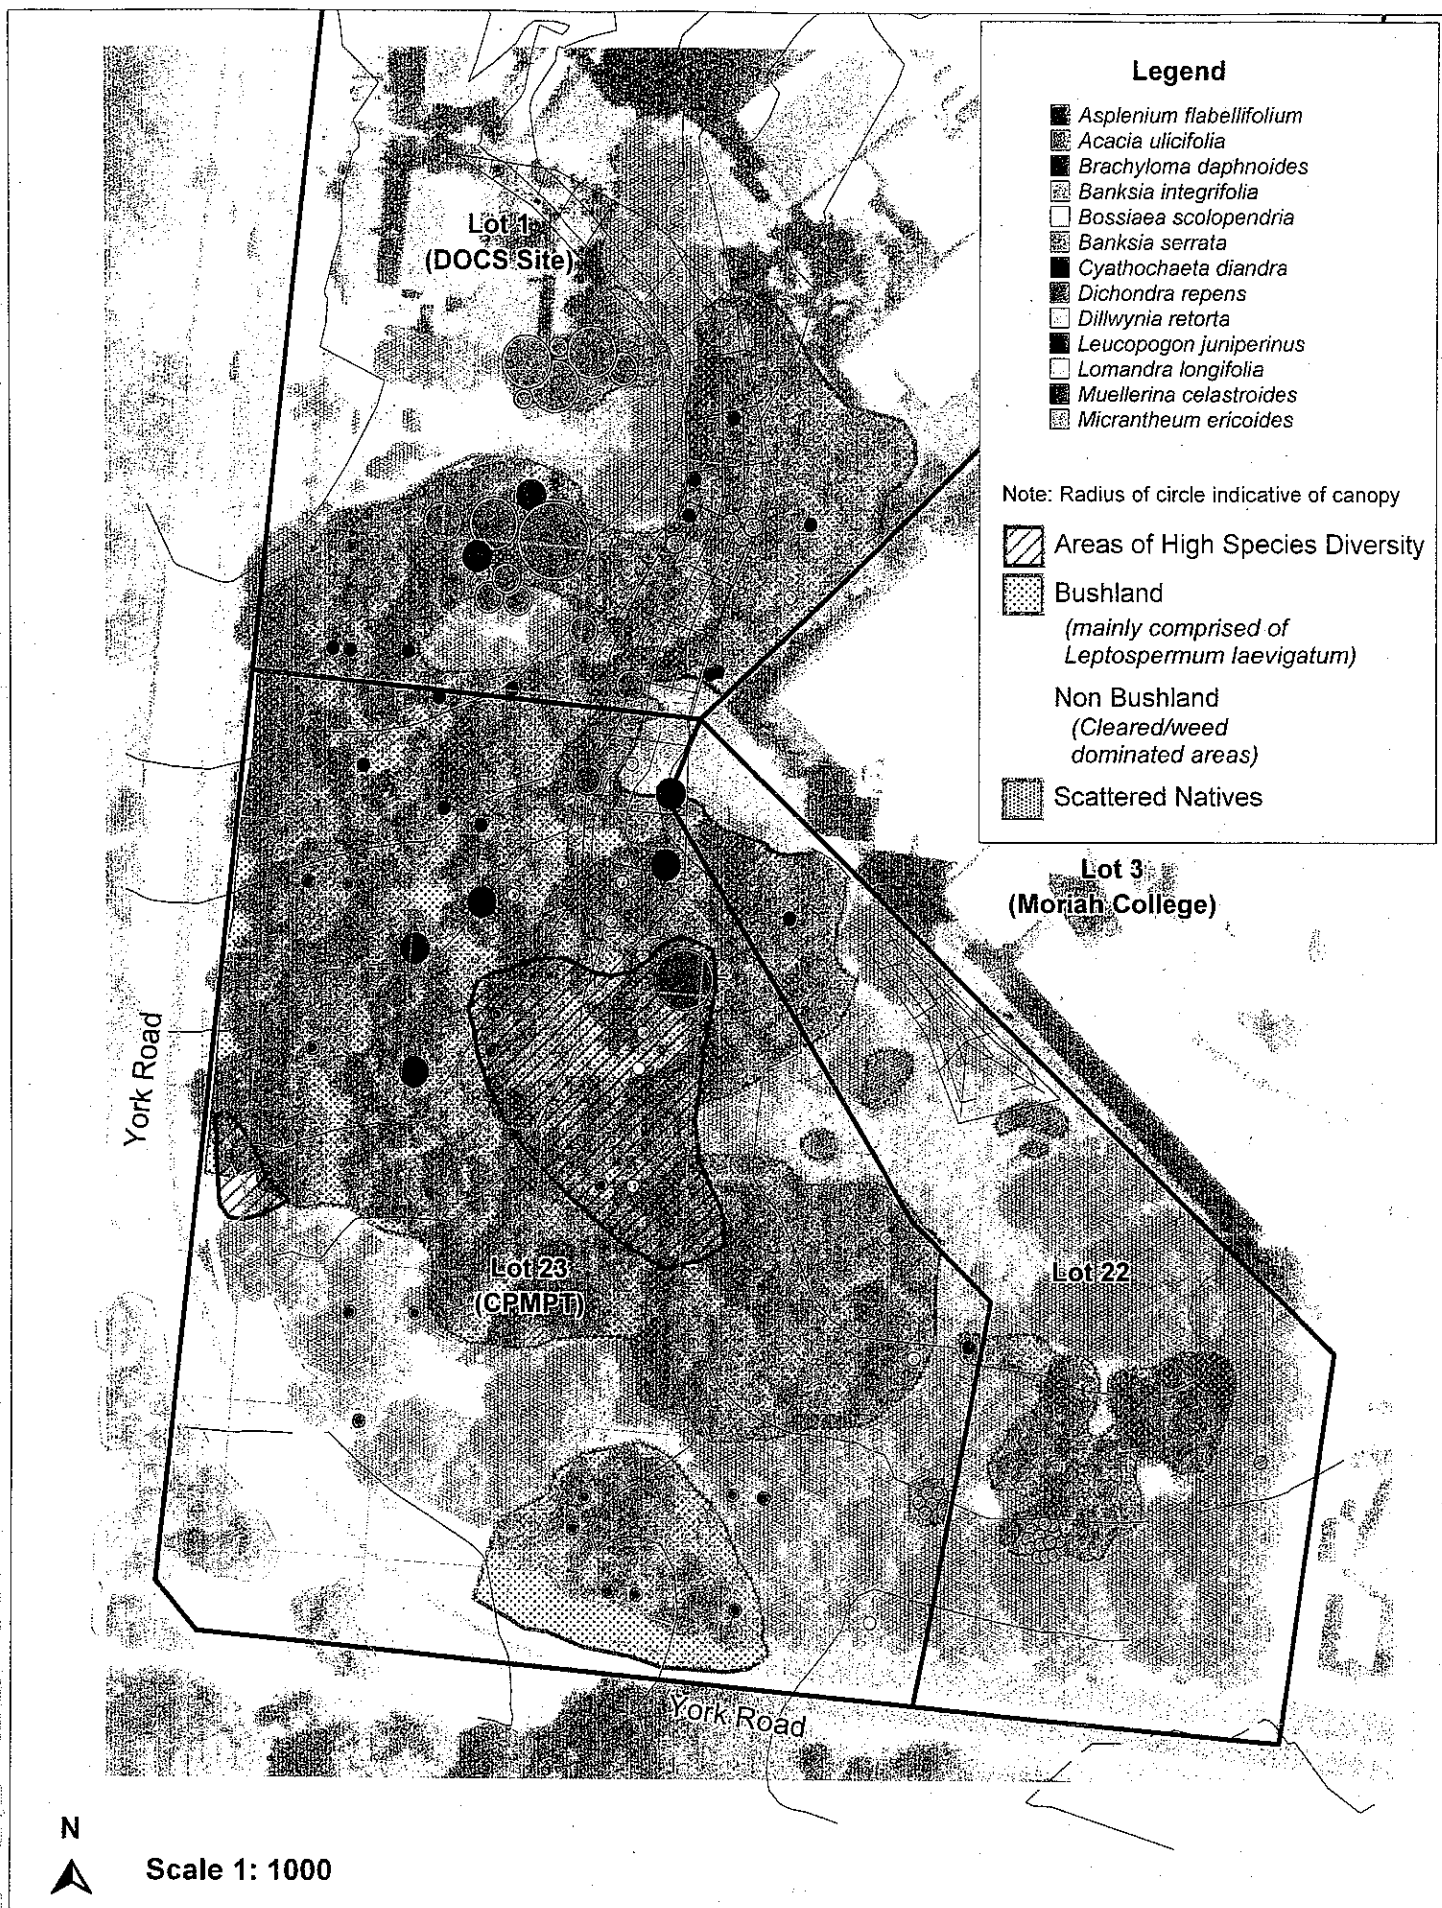 Legend
Asplenium flabellifolium
Acacia ulicifolia
Brachyloma daphnoides
Banksia integrifolia
Bossiaea scolopendria
Banksia serrata
Cyathochaeta diandra
Dichondra repens
Dillwynia retorta
Leucopogon juniperinus
Lomandra longifolia
Muellerina celastroides
Micrantheum ericoides
Note: Radius of circle indicative of canopy
Areas of High Species Diversity
Bushland
(mainly comprised of
Leptospermum laevigatum)
Non Bushland
(Cleared/weed
dominated areas)
Scattered Natives
Lot 1
(DOCS Site)
Lot 3
(Moriah College)
York Road
Lot 23
(CPMPT)
Lot 22
York Road
N
Scale 1: 1000